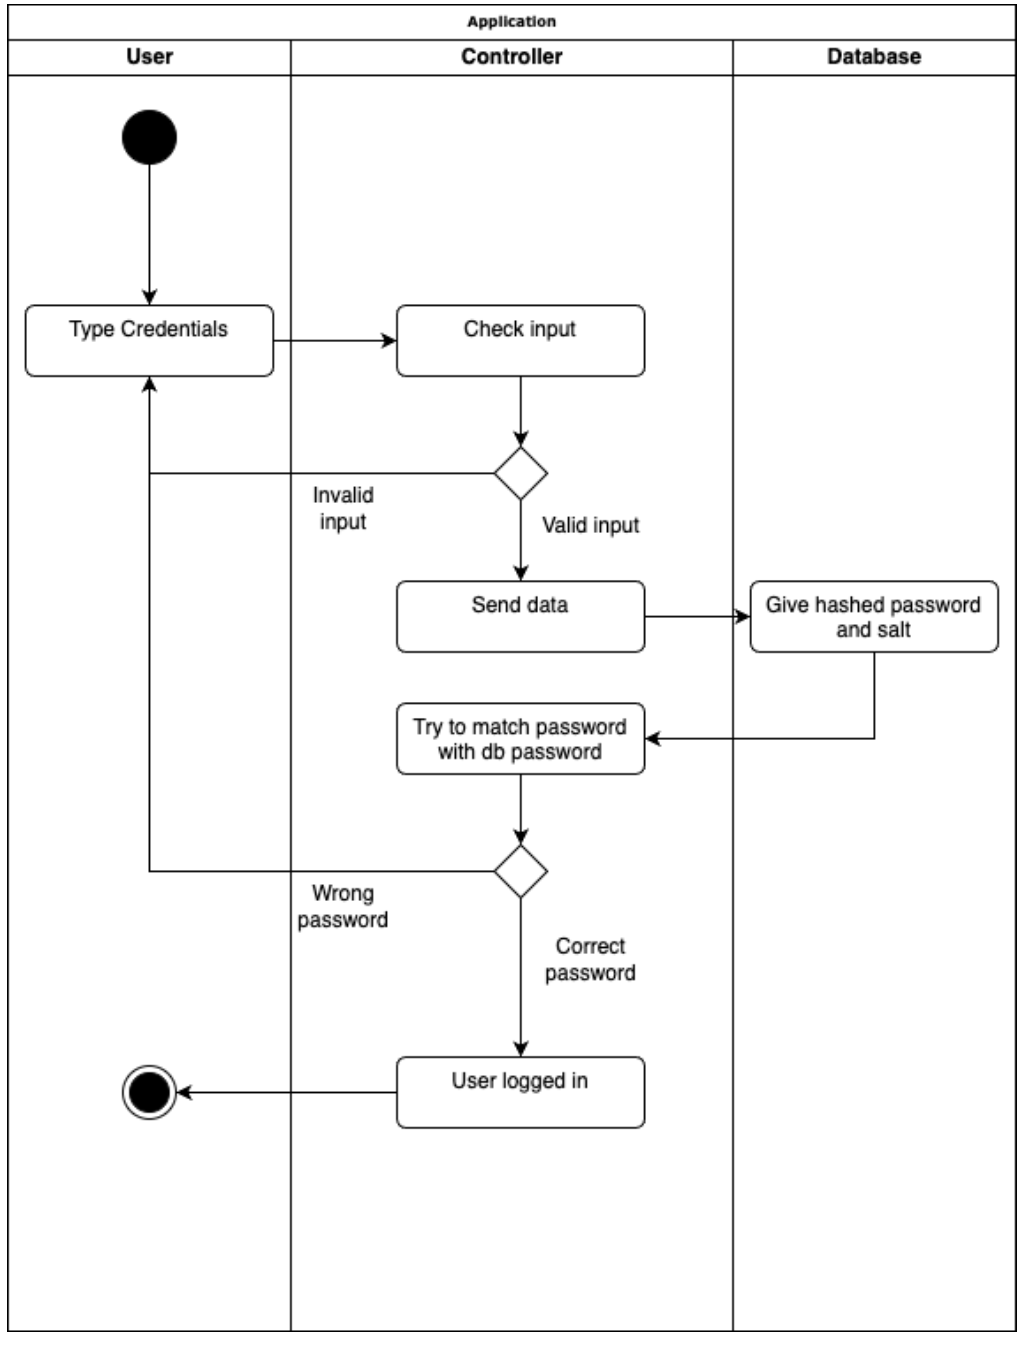 Application
User
Controller
Database
Type Credentials
Check input
Invalid
input
Valid input
Send data
Give hashed password
and salt
Try to match password
with db password
Wrong
password
Correct
password
User logged in